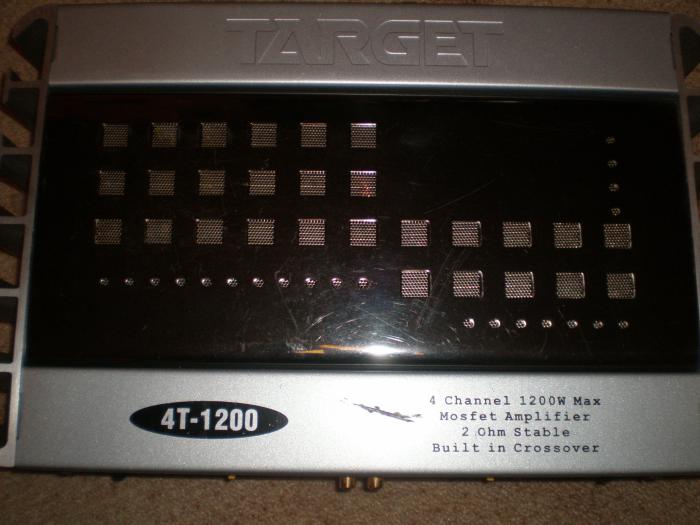 TARGET
4T-1200
4 Channel 1200W Max
Mosfet Amplifier
2 Ohm Stable
Built in Crossover